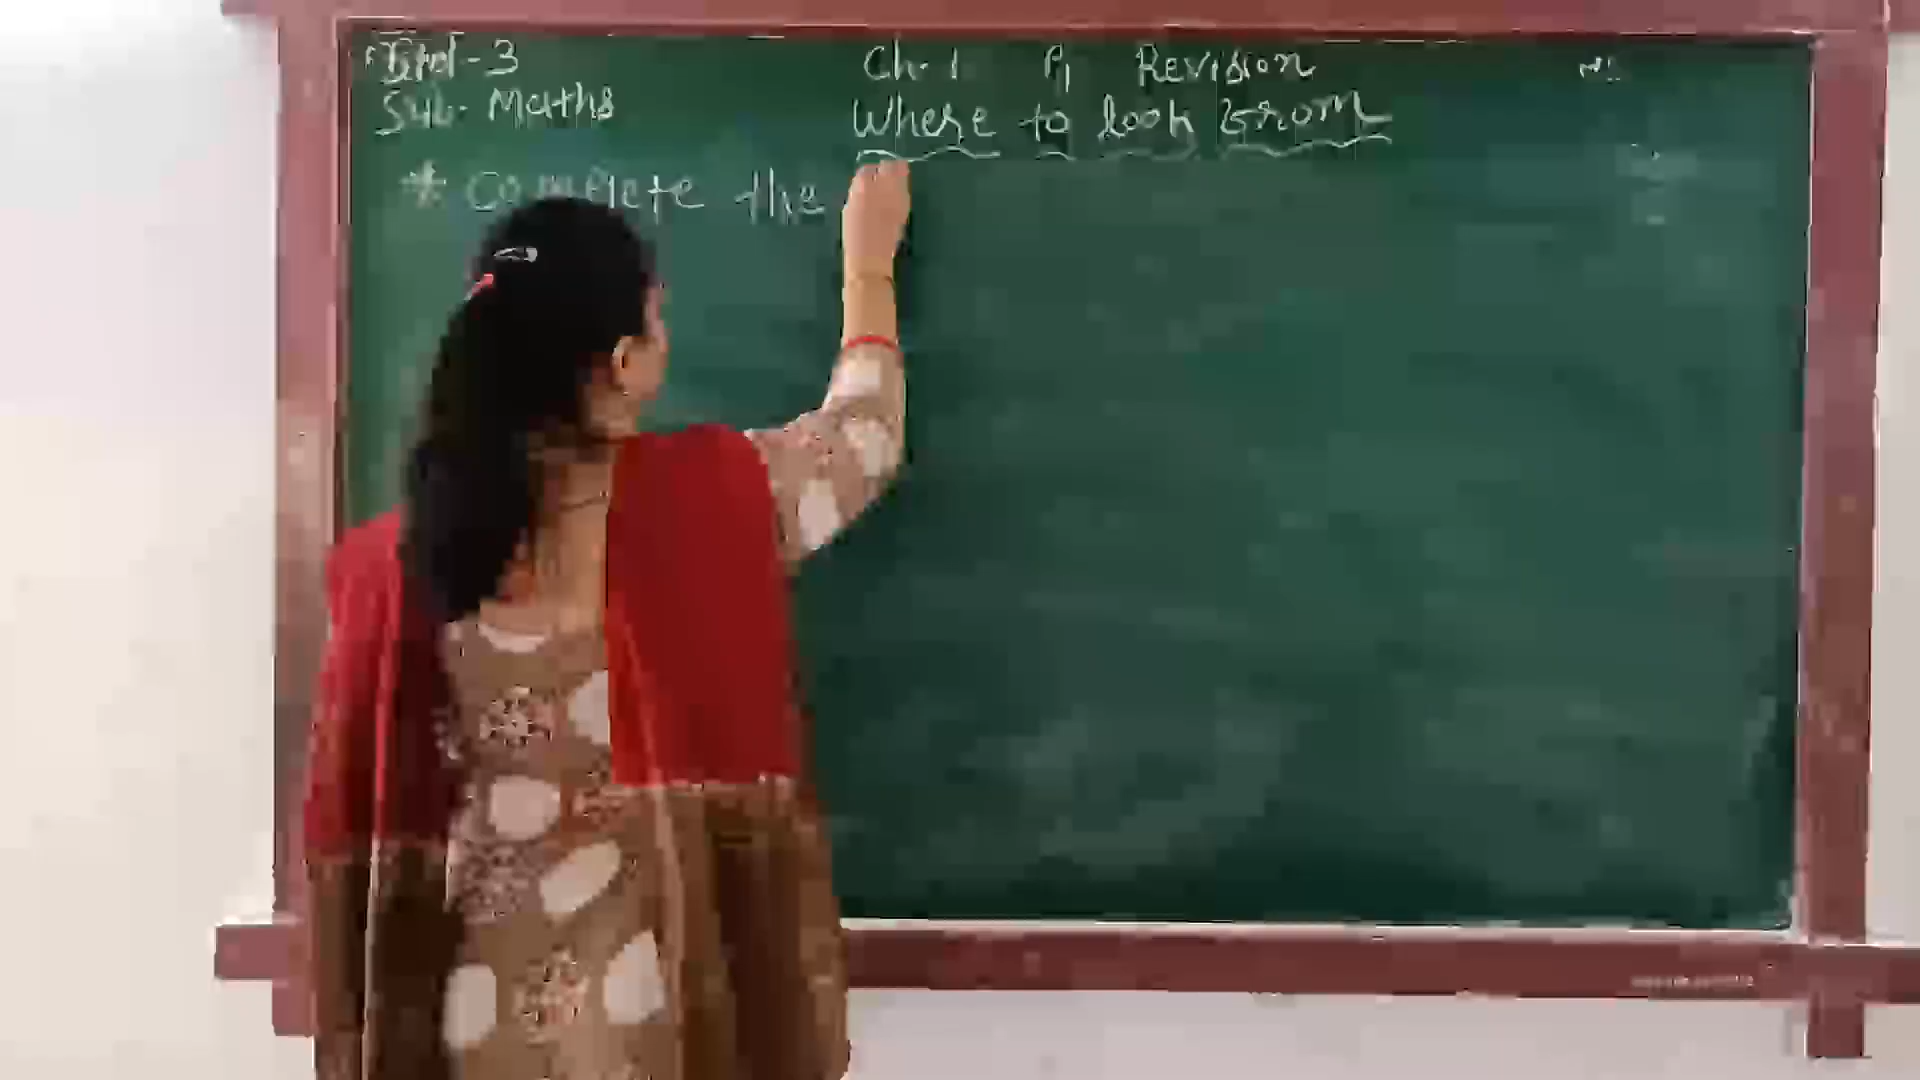 Std-3 Ch-1 P1 Revision
Sub- Maths Where to look from
* Complete the